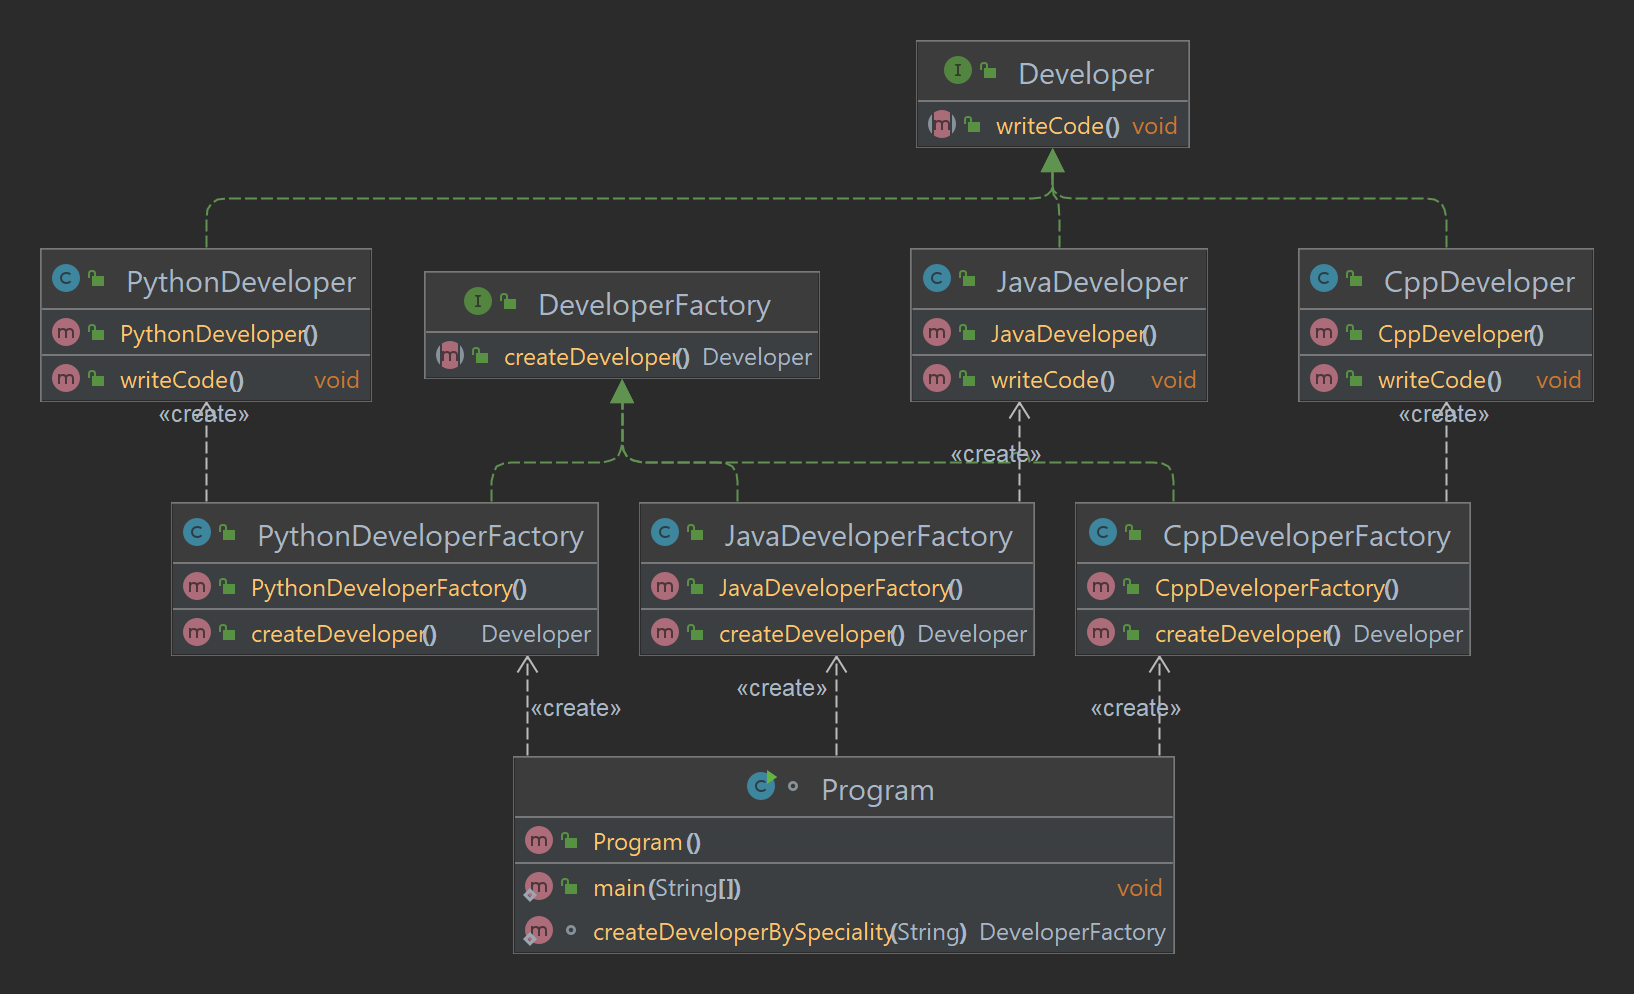 Developer
writeCode() void
PythonDeveloper
PythonDeveloper()
writeCode() void
DeveloperFactory
createDeveloper() Developer
JavaDeveloper
JavaDeveloper()
writeCode() void
CppDeveloper
CppDeveloper()
writeCode() void
«create»
«create»
«create»
PythonDeveloperFactory
PythonDeveloperFactory()
createDeveloper() Developer
JavaDeveloperFactory
JavaDeveloperFactory()
createDeveloper() Developer
CppDeveloperFactory
CppDeveloperFactory()
createDeveloper() Developer
«create»
«create»
«create»
Program
Program()
main(String[]) void
createDeveloperBySpeciality(String) DeveloperFactory